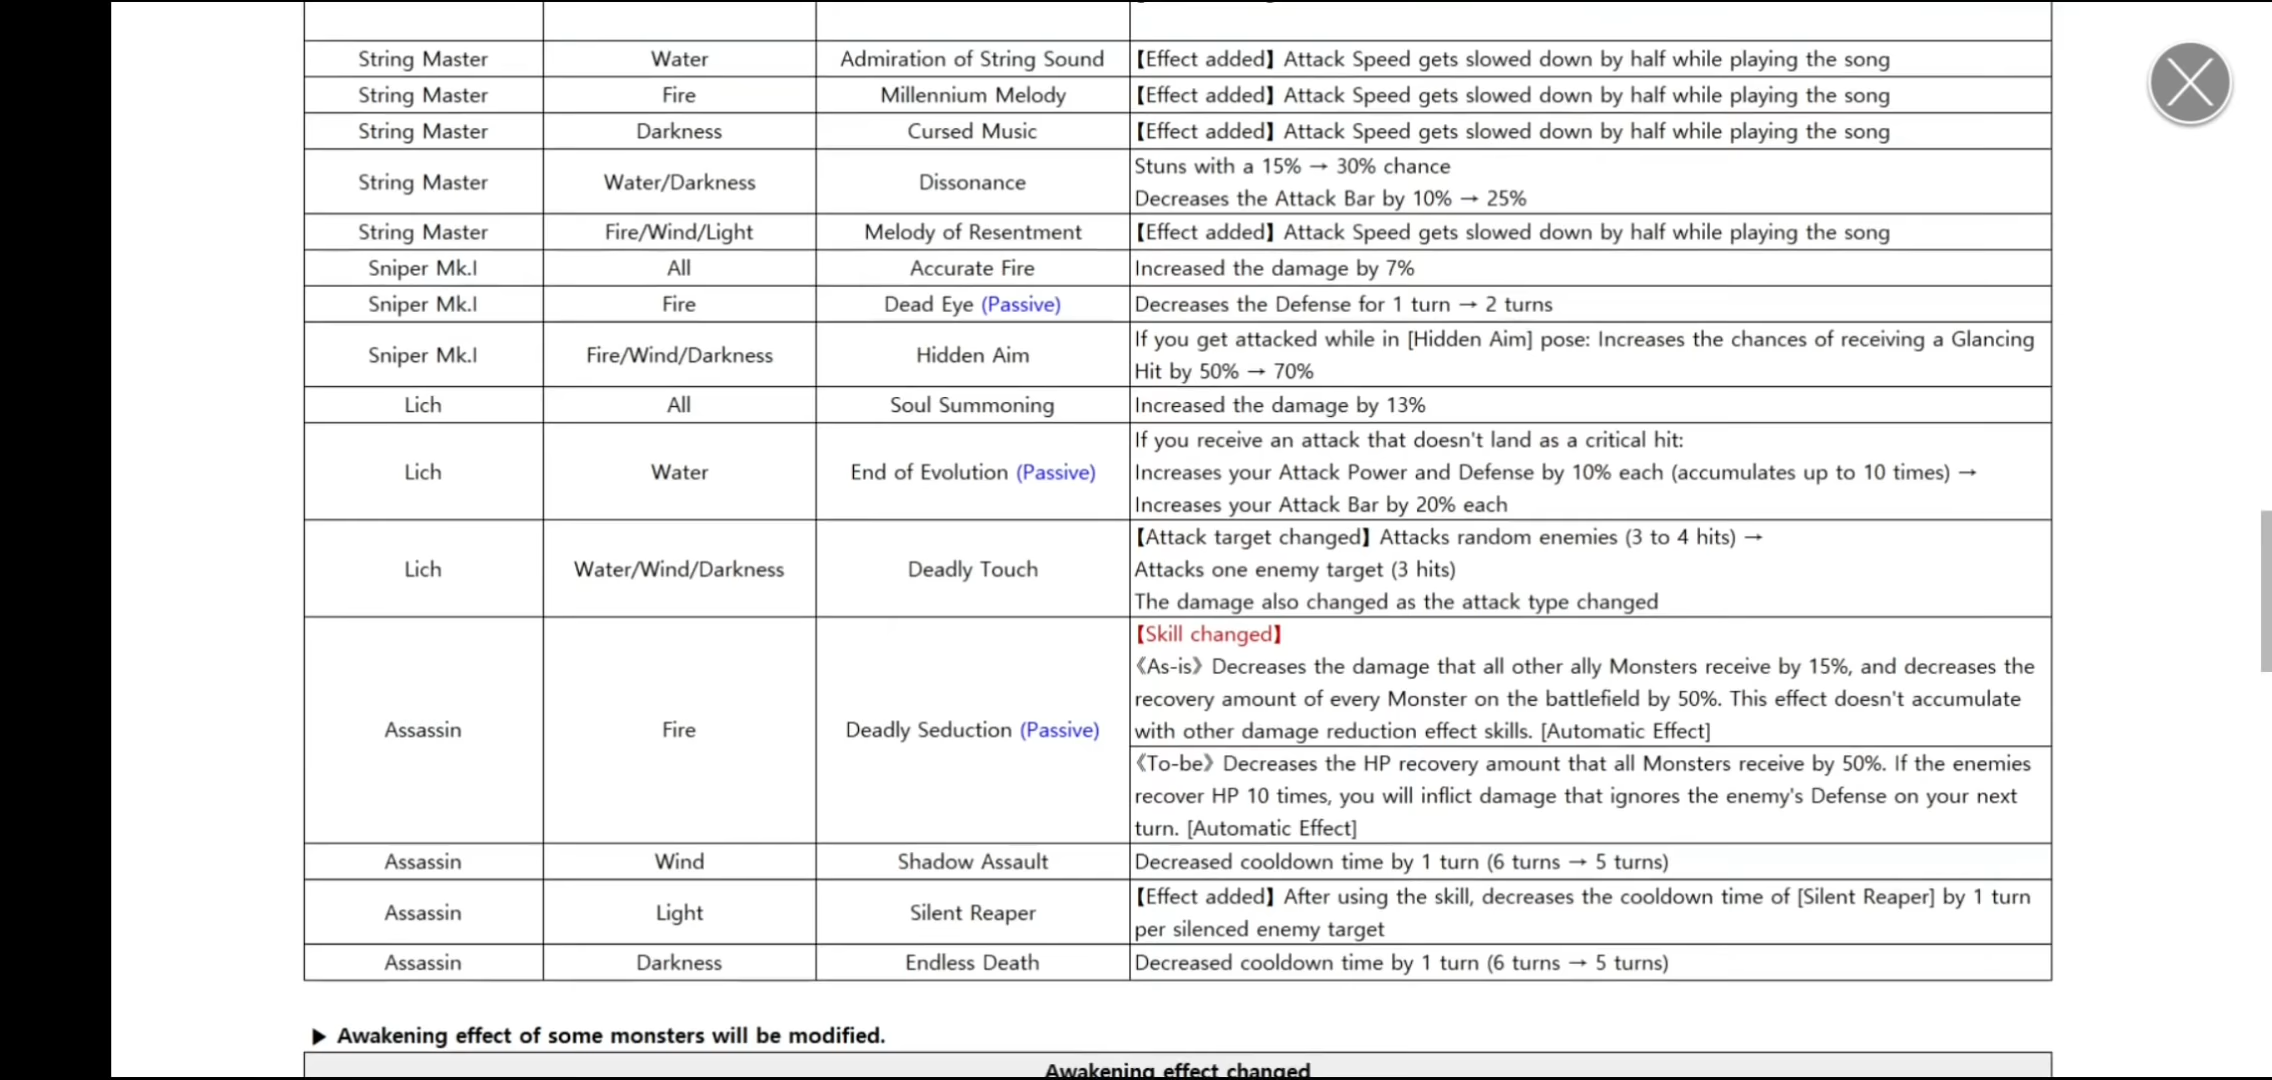 String Master Water Admiration of String Sound 【Effect added】 Attack Speed gets slowed down by half while playing the song
String Master Fire Millennium Melody 【Effect added】 Attack Speed gets slowed down by half while playing the song
String Master Darkness Cursed Music 【Effect added】 Attack Speed gets slowed down by half while playing the song
String Master Water/Darkness Dissonance Stuns with a 15% → 30% chance
Decreases the Attack Bar by 10% → 25%
String Master Fire/Wind/Light Melody of Resentment 【Effect added】 Attack Speed gets slowed down by half while playing the song
Sniper Mk.I All Accurate Fire Increased the damage by 7%
Sniper Mk.I Fire Dead Eye (Passive) Decreases the Defense for 1 turn → 2 turns
Sniper Mk.I Fire/Wind/Darkness Hidden Aim If you get attacked while in [Hidden Aim] pose: Increases the chances of receiving a Glancing
Hit by 50% → 70%
Lich All Soul Summoning Increased the damage by 13%
Lich Water End of Evolution (Passive) If you receive an attack that doesn't land as a critical hit:
Increases your Attack Power and Defense by 10% each (accumulates up to 10 times) →
Increases your Attack Bar by 20% each
Lich Water/Wind/Darkness Deadly Touch 【Attack target changed】 Attacks random enemies (3 to 4 hits) →
Attacks one enemy target (3 hits)
The damage also changed as the attack type changed
Assassin Fire Deadly Seduction (Passive) 【Skill changed】
《As-is》 Decreases the damage that all other ally Monsters receive by 15%, and decreases the
recovery amount of every Monster on the battlefield by 50%. This effect doesn't accumulate
with other damage reduction effect skills. [Automatic Effect]
《To-be》 Decreases the HP recovery amount that all Monsters receive by 50%. If the enemies
recover HP 10 times, you will inflict damage that ignores the enemy's Defense on your next
turn. [Automatic Effect]
Assassin Wind Shadow Assault Decreased cooldown time by 1 turn (6 turns → 5 turns)
Assassin Light Silent Reaper 【Effect added】 After using the skill, decreases the cooldown time of [Silent Reaper] by 1 turn
per silenced enemy target
Assassin Darkness Endless Death Decreased cooldown time by 1 turn (6 turns → 5 turns)
▶ Awakening effect of some monsters will be modified.
Awakening effect changed